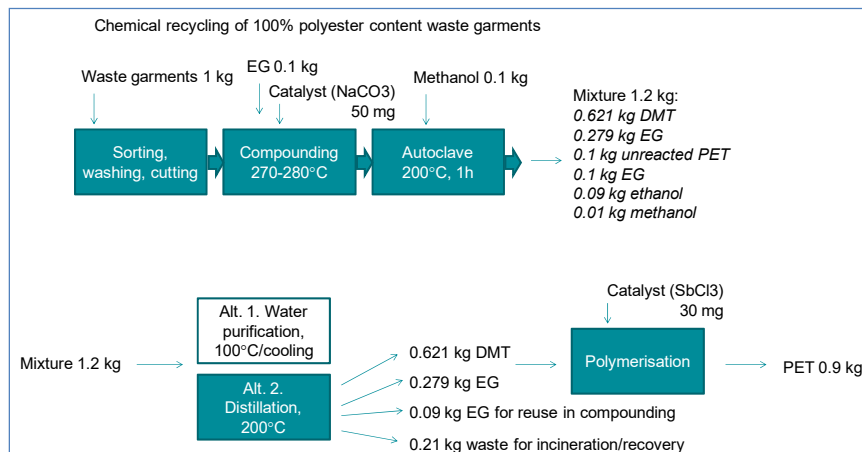 Chemical recycling of 100% polyester content waste garments
Waste garments 1 kg
EG 0.1 kg
Catalyst (NaCO3)
50 mg
Methanol 0.1 kg
Sorting,
washing, cutting
Compounding
270-280°C
Autoclave
200°C, 1h
Mixture 1.2 kg:
0.621 kg DMT
0.279 kg EG
0.1 kg unreacted PET
0.1 kg EG
0.09 kg ethanol
0.01 kg methanol
Mixture 1.2 kg
Alt. 1. Water
purification,
100°C/cooling
Alt. 2.
Distillation,
200°C
0.621 kg DMT
0.279 kg EG
0.09 kg EG for reuse in compounding
0.21 kg waste for incineration/recovery
Catalyst (SbCl3)
30 mg
Polymerisation
PET 0.9 kg